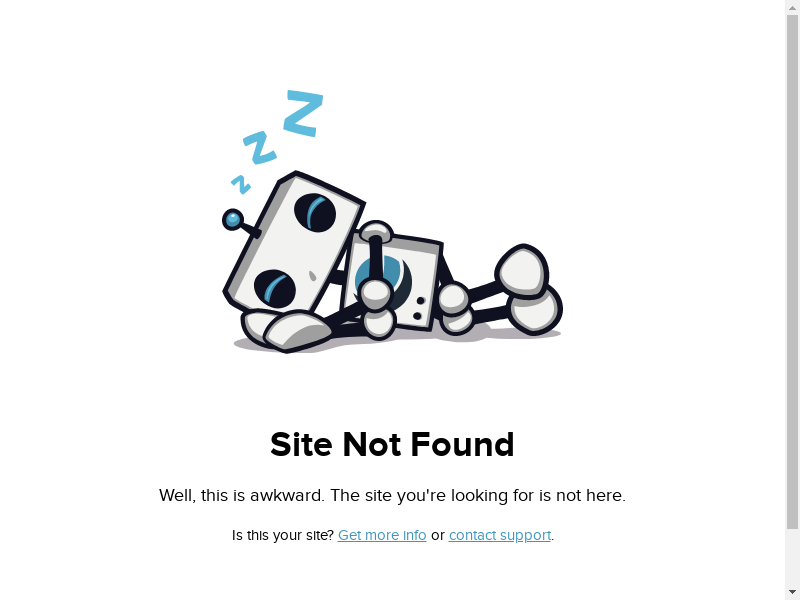 z
Z
Z
Site Not Found
Well, this is awkward. The site you're looking for is not here.
Is this your site? Get more info or contact support.